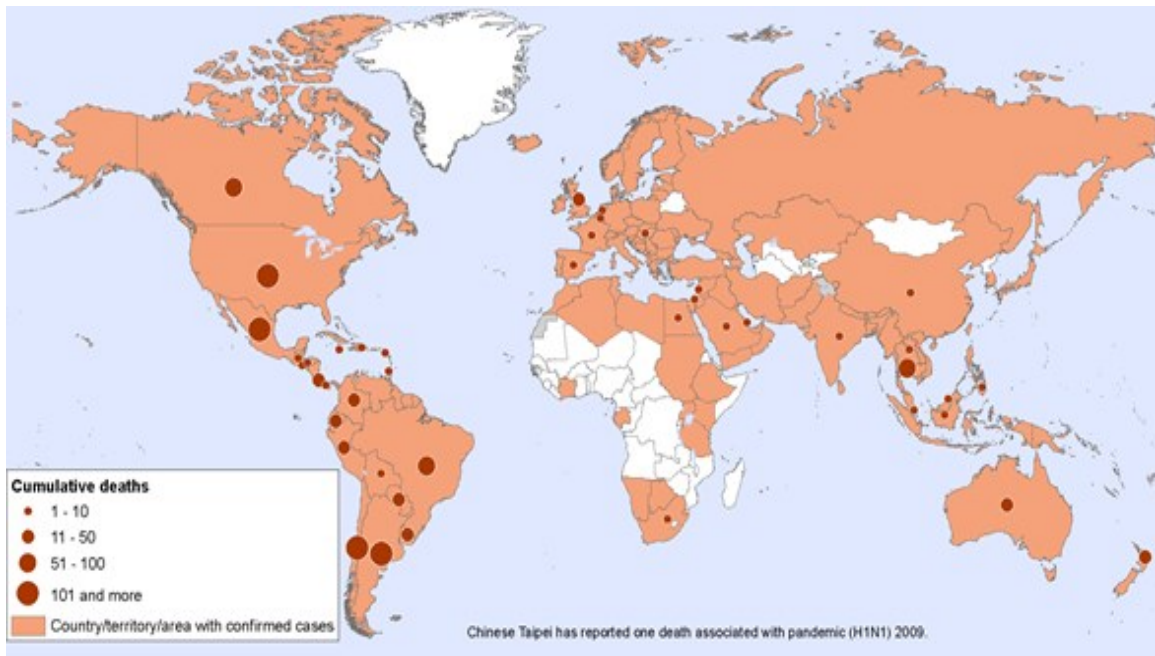 Cumulative deaths
1 - 10
11 - 50
51 - 100
101 and more
Country/territory/area with confirmed cases
Chinese Taipei has reported one death associated with pandemic (H1N1) 2009.